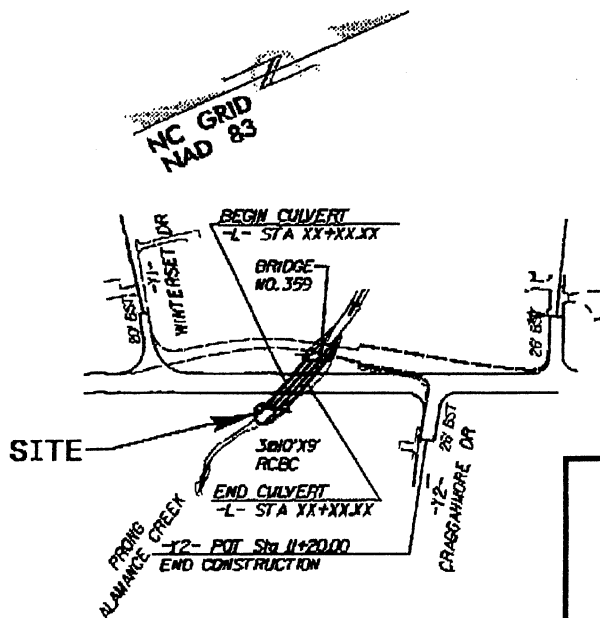 NC GRID
NAD 83
BEGIN CULVERT
-L- STA XX+XX.XX
BRIDGE
NO. 359
-Y1-
WINTERSET DR
20' BST
26' BST
SITE
3@10'X9'
RCBC
END CULVERT
-L- STA XX+XX.XX
26' BST
-Y2-
CRAGGANMORE DR
PRONG
ALAMANCE CREEK
-Y2- POT Sta 11+20.00
END CONSTRUCTION